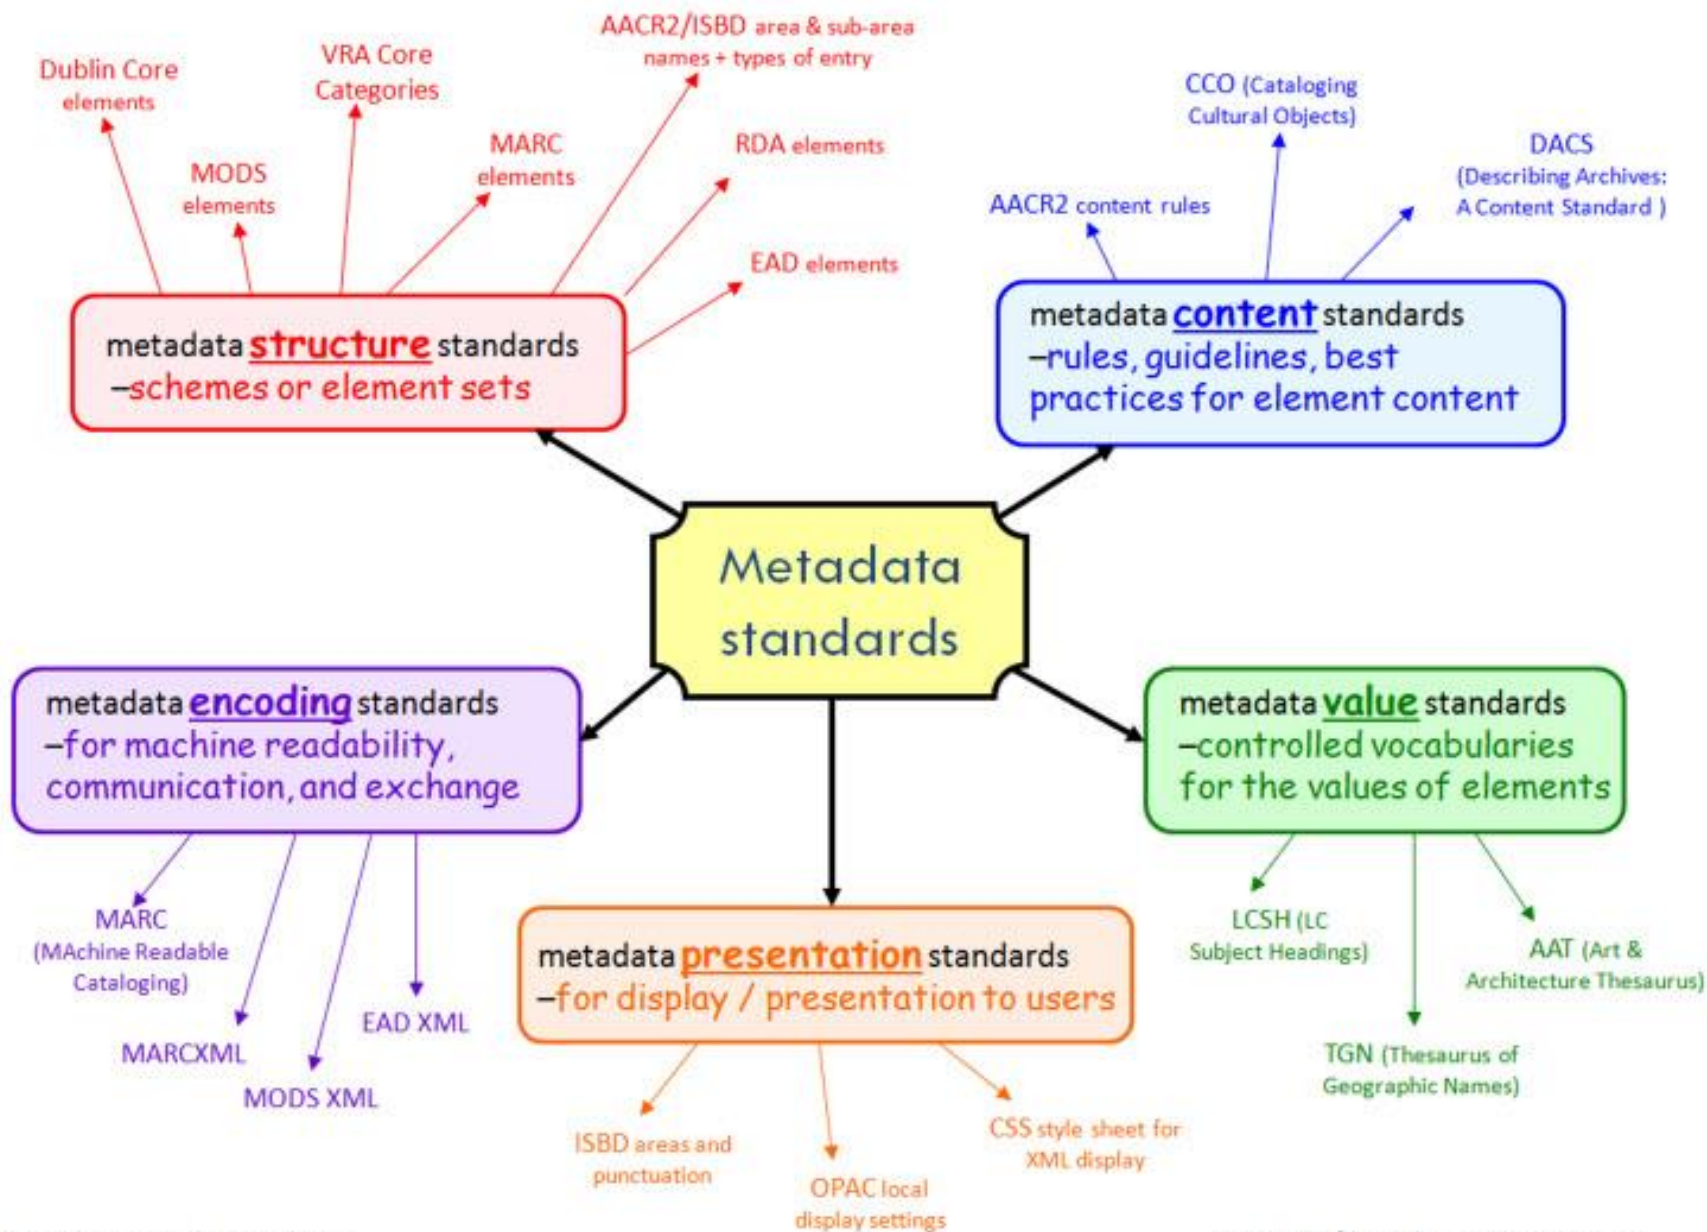 Dublin Core
elements
MODS
elements
VRA Core
Categories
MARC
elements
AACR2/ISBD area & sub-area
names + types of entry
RDA elements
EAD elements
metadata structure standards
–schemes or element sets
AACR2 content rules
CCO (Cataloging
Cultural Objects)
DACS
(Describing Archives:
A Content Standard )
metadata content standards
–rules, guidelines, best
practices for element content
Metadata
standards
metadata encoding standards
–for machine readability,
communication, and exchange
MARC
(MAchine Readable
Cataloging)
MARCXML
MODS XML
EAD XML
metadata presentation standards
–for display / presentation to users
ISBD areas and
punctuation
OPAC local
display settings
CSS style sheet for
XML display
metadata value standards
–controlled vocabularies
for the values of elements
LCSH (LC
Subject Headings)
TGN (Thesaurus of
Geographic Names)
AAT (Art &
Architecture Thesaurus)